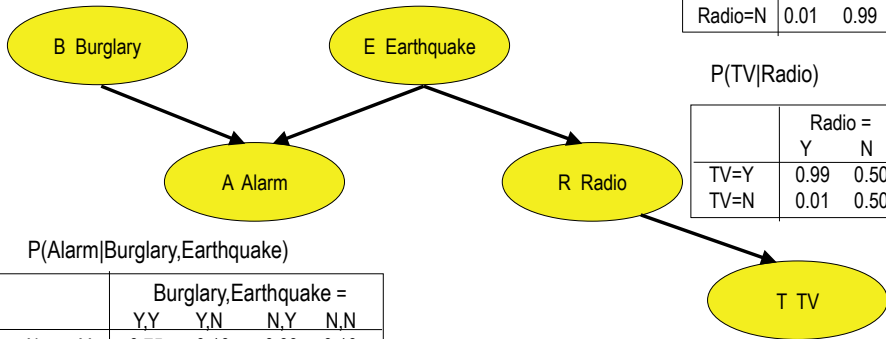 Radio=N 0.01 0.99
B Burglary
E Earthquake
P(TV|Radio)
Radio =
Y N
TV=Y 0.99 0.50
TV=N 0.01 0.50
A Alarm
R Radio
P(Alarm|Burglary,Earthquake)
Burglary,Earthquake =
Y,Y Y,N N,Y N,N
T TV